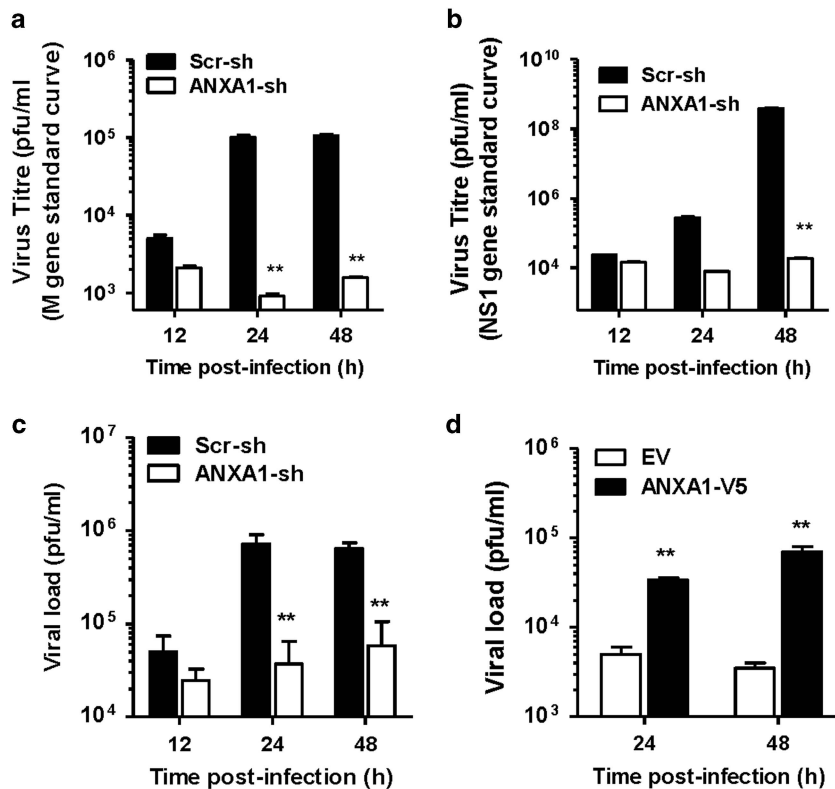 a
Virus Titre (pfu/ml)
(M gene standard curve)
Scr-sh
ANXA1-sh
10^5
10^4
10^3
**
**
12 24 48
Time post-infection (h)
b
Virus Titre (pfu/ml)
(NS1 gene standard curve)
Scr-sh
ANXA1-sh
10^10
10^8
10^6
10^4
**
12 24 48
Time post-infection (h)
c
Viral load (pfu/ml)
Scr-sh
ANXA1-sh
10^7
10^6
10^5
10^4
**
**
12 24 48
Time post-infection (h)
d
Viral load (pfu/ml)
EV
ANXA1-V5
10^6
10^5
10^4
10^3
**
**
24 48
Time post-infection (h)